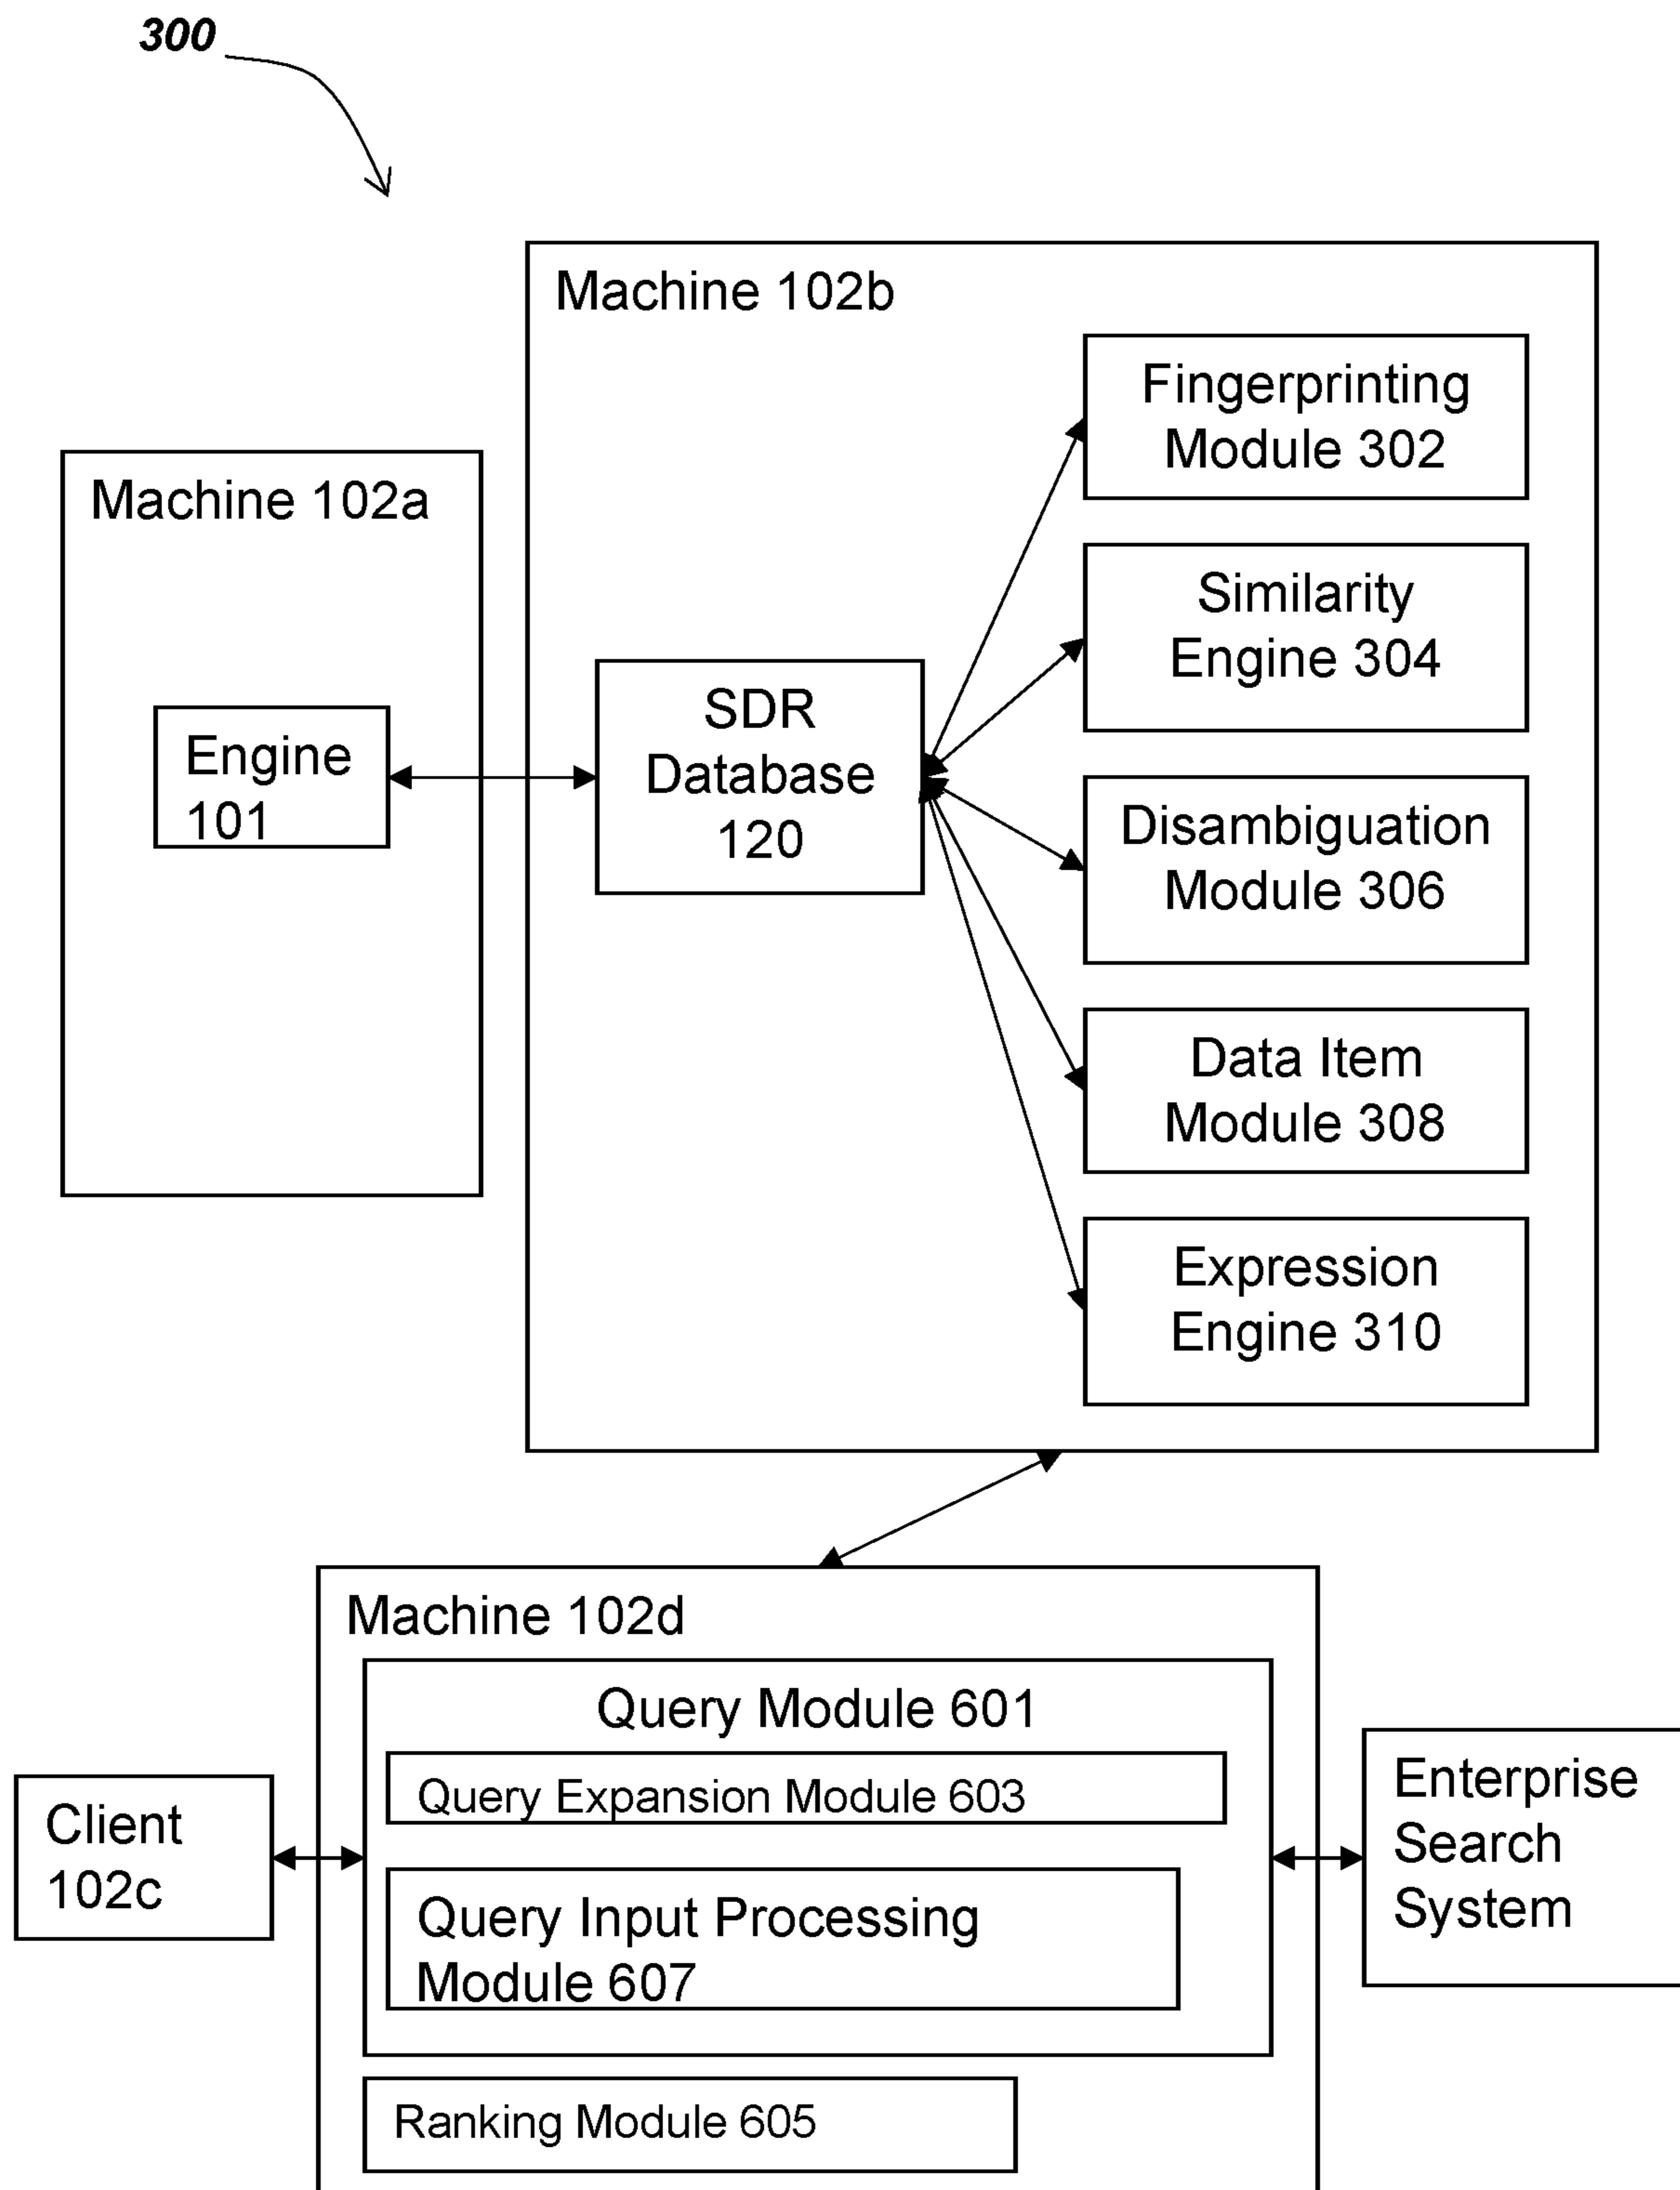 300
Machine 102b
Fingerprinting
Module 302
Machine 102a
Similarity
Engine 304
SDR
Database
120
Engine
101
Disambiguation
Module 306
Data Item
Module 308
Expression
Engine 310
Machine 102d
Query Module 601
Query Expansion Module 603
Client
102c
Query Input Processing
Module 607
Enterprise
Search
System
Ranking Module 605